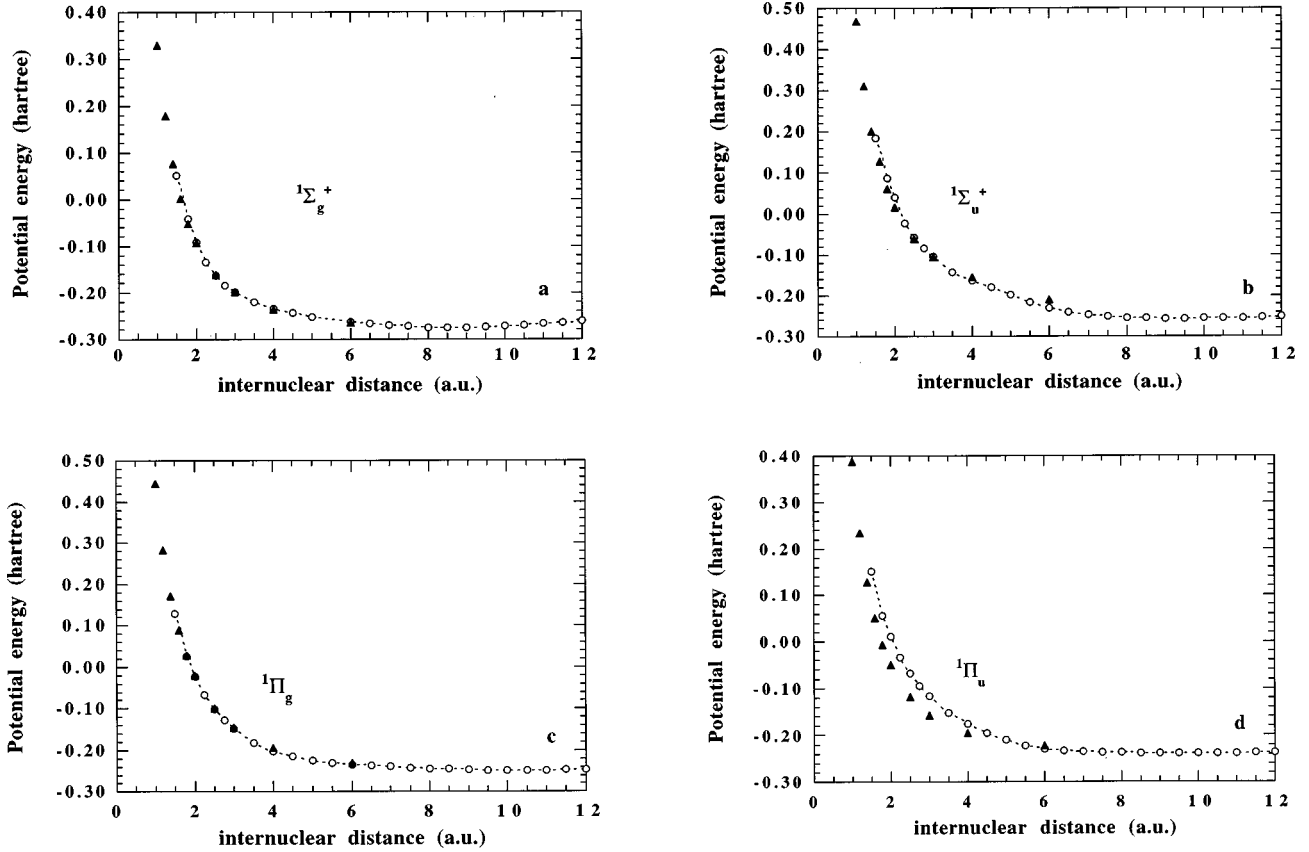 0.40
0.30
0.20
0.10
0.00
-0.10
-0.20
-0.30
Potential energy (hartree)
¹Σg⁺
a
0 2 4 6 8 10 12
internuclear distance (a.u.)
0.50
0.40
0.30
0.20
0.10
0.00
-0.10
-0.20
-0.30
Potential energy (hartree)
¹Σu⁺
b
0 2 4 6 8 10 12
internuclear distance (a.u.)
0.50
0.40
0.30
0.20
0.10
0.00
-0.10
-0.20
-0.30
Potential energy (hartree)
¹Πg
c
0 2 4 6 8 10 12
internuclear distance (a.u.)
0.40
0.30
0.20
0.10
0.00
-0.10
-0.20
-0.30
Potential energy (hartree)
¹Πu
d
0 2 4 6 8 10 12
internuclear distance (a.u.)